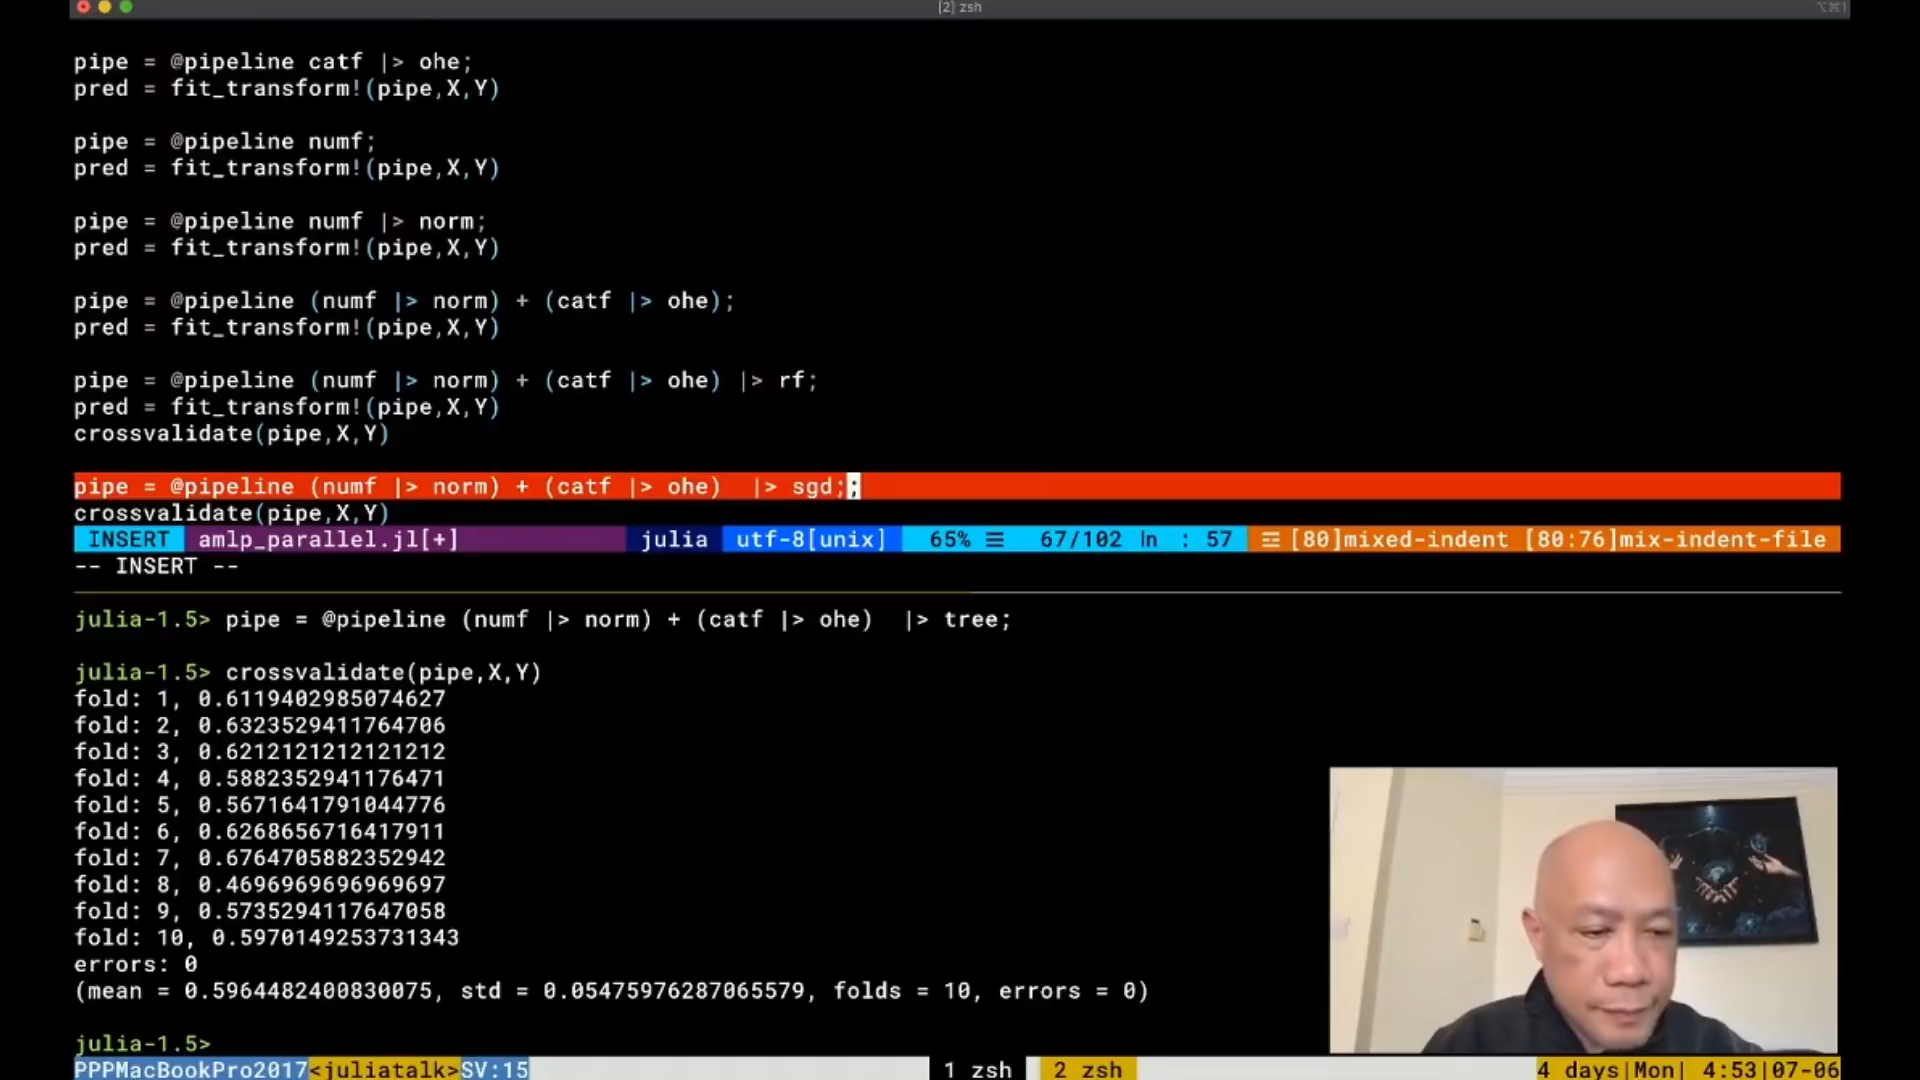 [2] zsh
⌥⌘1
pipe = @pipeline catf |> ohe;
pred = fit_transform!(pipe,X,Y)
pipe = @pipeline numf;
pred = fit_transform!(pipe,X,Y)
pipe = @pipeline numf |> norm;
pred = fit_transform!(pipe,X,Y)
pipe = @pipeline (numf |> norm) + (catf |> ohe);
pred = fit_transform!(pipe,X,Y)
pipe = @pipeline (numf |> norm) + (catf |> ohe) |> rf;
pred = fit_transform!(pipe,X,Y)
crossvalidate(pipe,X,Y)
pipe = @pipeline (numf |> norm) + (catf |> ohe)  |> sgd;;
crossvalidate(pipe,X,Y)
INSERT amlp_parallel.jl[+] julia utf-8[unix] 65% ☰ 67/102 ln : 57 ☲ [80]mixed-indent [80:76]mix-indent-file
-- INSERT --
julia-1.5> pipe = @pipeline (numf |> norm) + (catf |> ohe)  |> tree;
julia-1.5> crossvalidate(pipe,X,Y)
fold: 1, 0.6119402985074627
fold: 2, 0.6323529411764706
fold: 3, 0.6212121212121212
fold: 4, 0.5882352941176471
fold: 5, 0.5671641791044776
fold: 6, 0.6268656716417911
fold: 7, 0.6764705882352942
fold: 8, 0.4696969696969697
fold: 9, 0.5735294117647058
fold: 10, 0.5970149253731343
errors: 0
(mean = 0.5964482400830075, std = 0.05475976287065579, folds = 10, errors = 0)
julia-1.5>
PPPMacBookPro2017<juliatalk>SV:15 1 zsh 2 zsh 4 days|Mon| 4:53|07-06